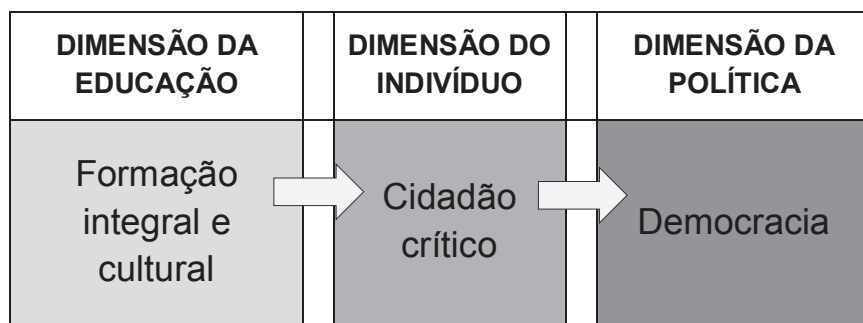 DIMENSÃO DA
EDUCAÇÃO
DIMENSÃO DO
INDIVÍDUO
DIMENSÃO DA
POLÍTICA
Formação
integral e
cultural
Cidadão
crítico
Democracia